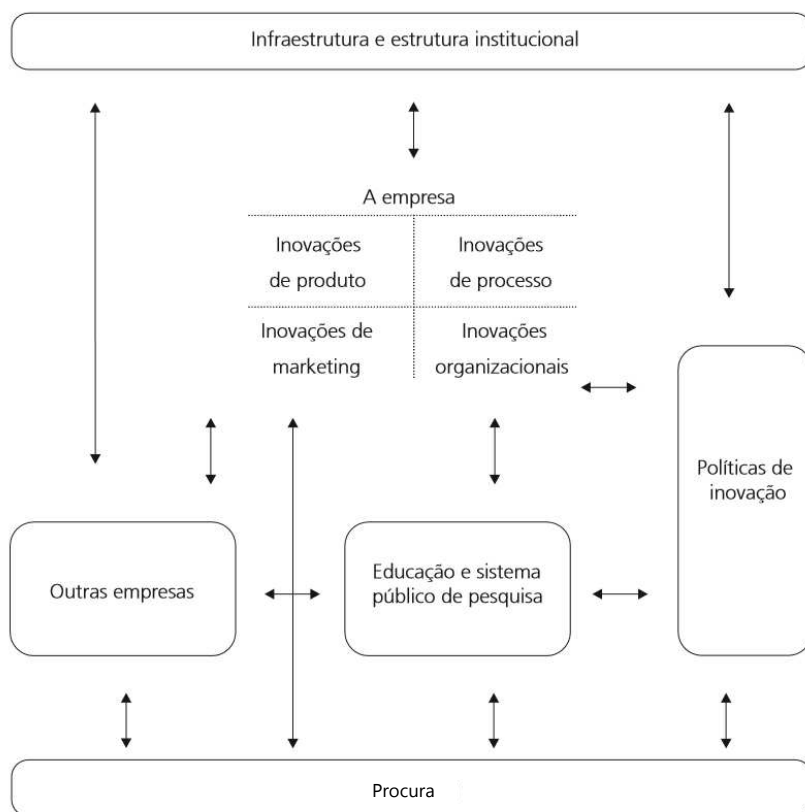 Infraestrutura e estrutura institucional
A empresa
Inovações
de produto
Inovações
de processo
Inovações de
marketing
Inovações
organizacionais
Políticas de
inovação
Outras empresas
Educação e sistema
público de pesquisa
Procura